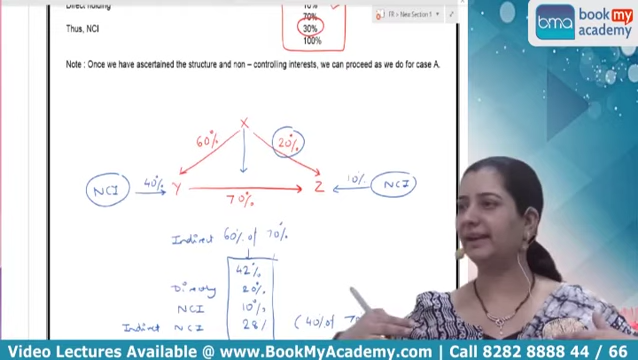 Direct holding 10%
70%
Thus, NCI 30%
100%
FR - New Section 1
bma book my academy
Note : Once we have ascertained the structure and non – controlling interests, we can proceed as we do for case A.
X
60% 20%
NCI 40% Y 70% Z 10% NCI
Indirect 60% of 70%
42%
Directly 20%
NCI 10%
Indirect NCI 28% (40% of
Video Lectures Available @ www.BookMyAcademy.com | Call 8282 8888 44 / 66